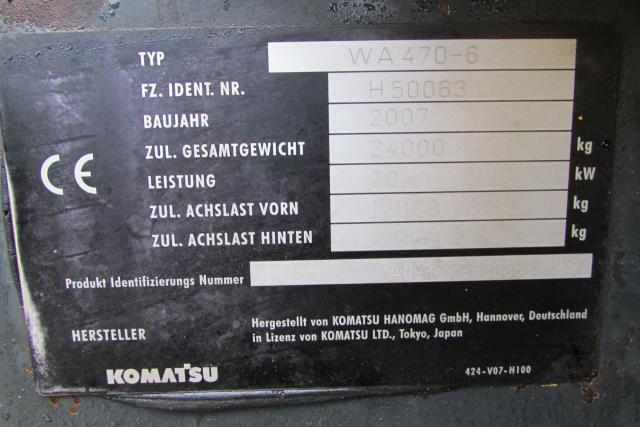 TYP WA 470-6
FZ. IDENT. NR. H50063
BAUJAHR 2007
ZUL. GESAMTGEWICHT 24000 kg
LEISTUNG kW
ZUL. ACHSLAST VORN kg
ZUL. ACHSLAST HINTEN kg
CE
Produkt Identifizierungs Nummer
HERSTELLER Hergestellt von KOMATSU HANOMAG GmbH, Hannover, Deutschland
in Lizenz von KOMATSU LTD., Tokyo, Japan
KOMATSU 424-V07-H100